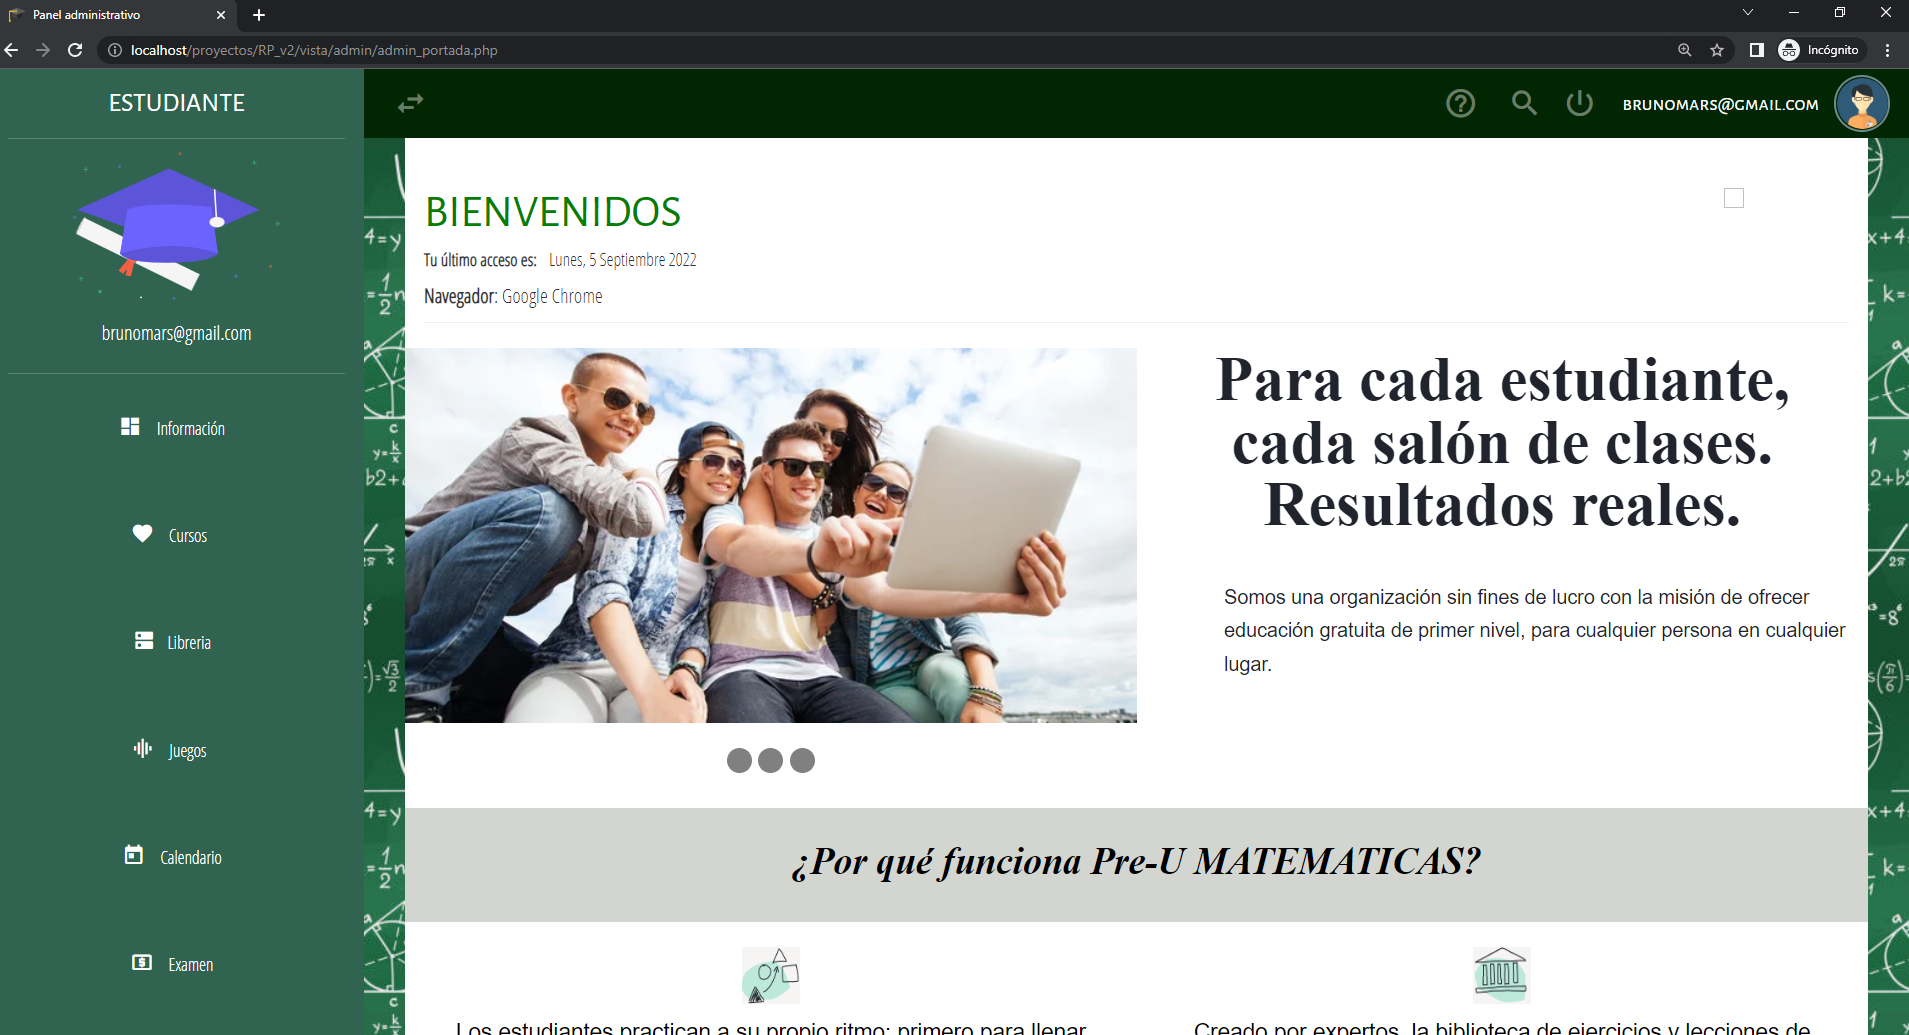 Panel administrativo
localhost/proyectos/RP_v2/vista/admin/admin_portada.php
Incógnito
ESTUDIANTE
brunomars@gmail.com
Información
Cursos
Libreria
Juegos
Calendario
Examen
BRUNOMARS@GMAIL.COM
BIENVENIDOS
Tu último acceso es: Lunes, 5 Septiembre 2022
Navegador: Google Chrome
Para cada estudiante,
cada salón de clases.
Resultados reales.
Somos una organización sin fines de lucro con la misión de ofrecer
educación gratuita de primer nivel, para cualquier persona en cualquier
lugar.
¿Por qué funciona Pre-U MATEMATICAS?
Los estudiantes practican a su propio ritmo; primero para llenar
Creado por expertos, la biblioteca de ejercicios y lecciones de